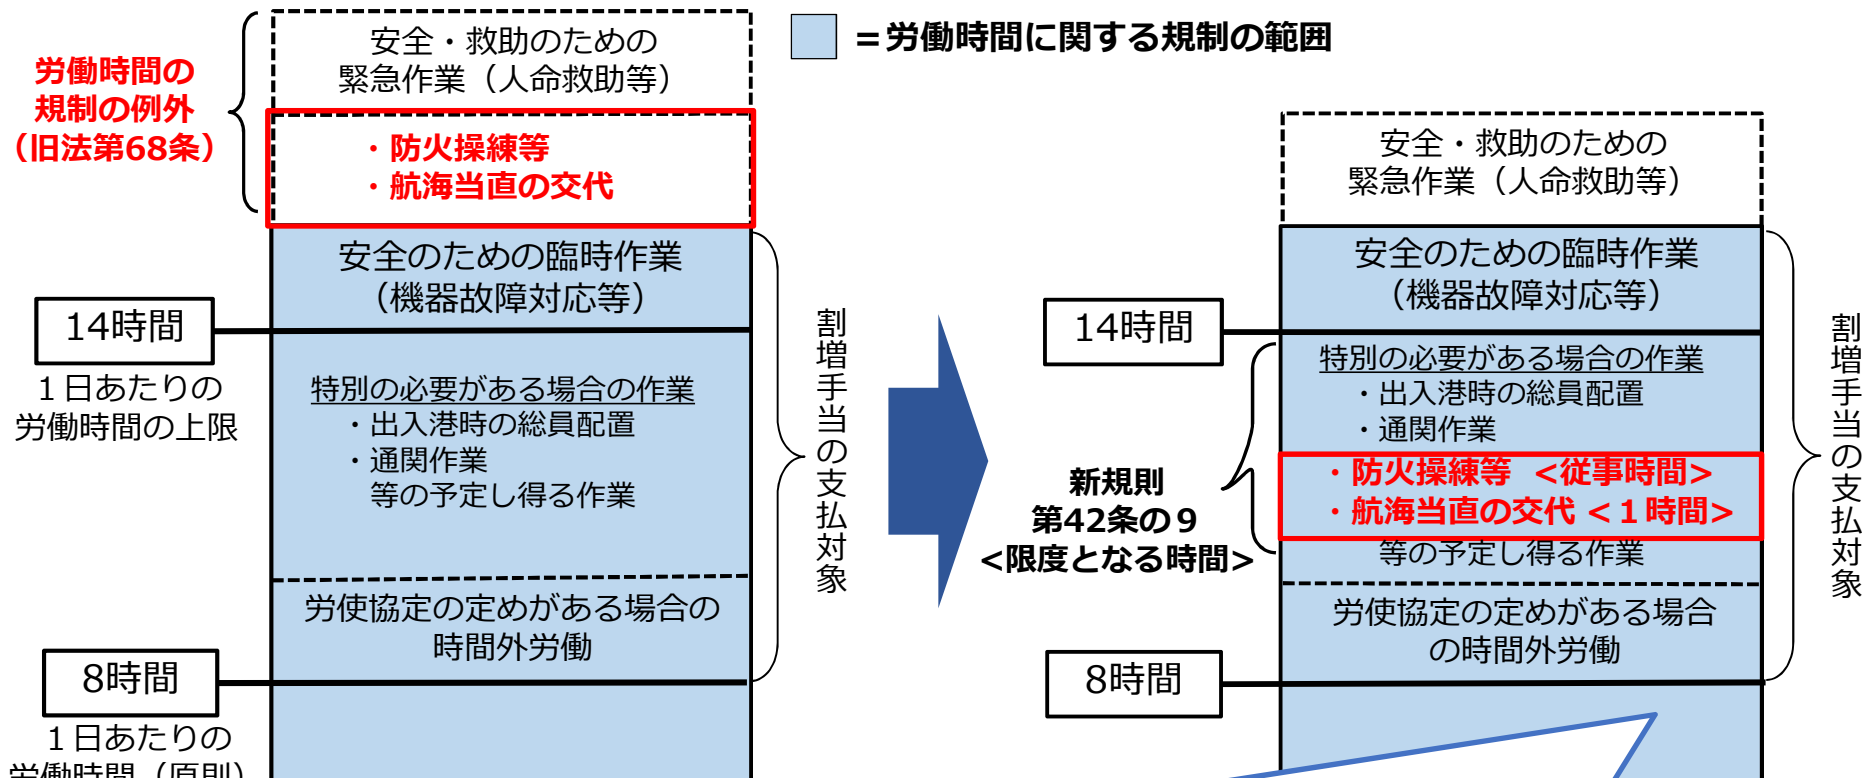 ＝労働時間に関する規制の範囲
労働時間の
規制の例外
（旧法第68条）
安全・救助のための
緊急作業（人命救助等）
・防火操練等
・航海当直の交代
安全のための臨時作業
（機器故障対応等）
14時間
１日あたりの
労働時間の上限
特別の必要がある場合の作業
・出入港時の総員配置
・通関作業
等の予定し得る作業
労使協定の定めがある場合の
時間外労働
8時間
１日あたりの
労働時間（原則）
割増手当の支払対象
安全・救助のための
緊急作業（人命救助等）
安全のための臨時作業
（機器故障対応等）
14時間
特別の必要がある場合の作業
・出入港時の総員配置
・通関作業
・防火操練等 <従事時間>
・航海当直の交代 <１時間>
等の予定し得る作業
新規則
第42条の９
<限度となる時間>
労使協定の定めがある場合
の時間外労働
8時間
割増手当の支払対象